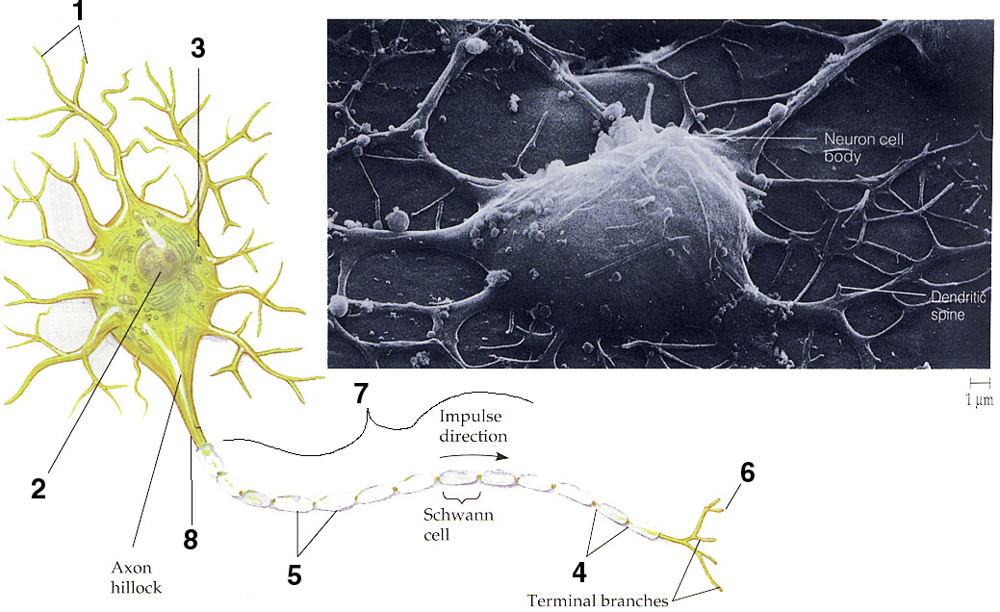 1
3
Neuron cell
body
Dendritic
spine
1 µm
7
Impulse
direction
2
6
Schwann
cell
8
5
4
Axon
hillock
Terminal branches